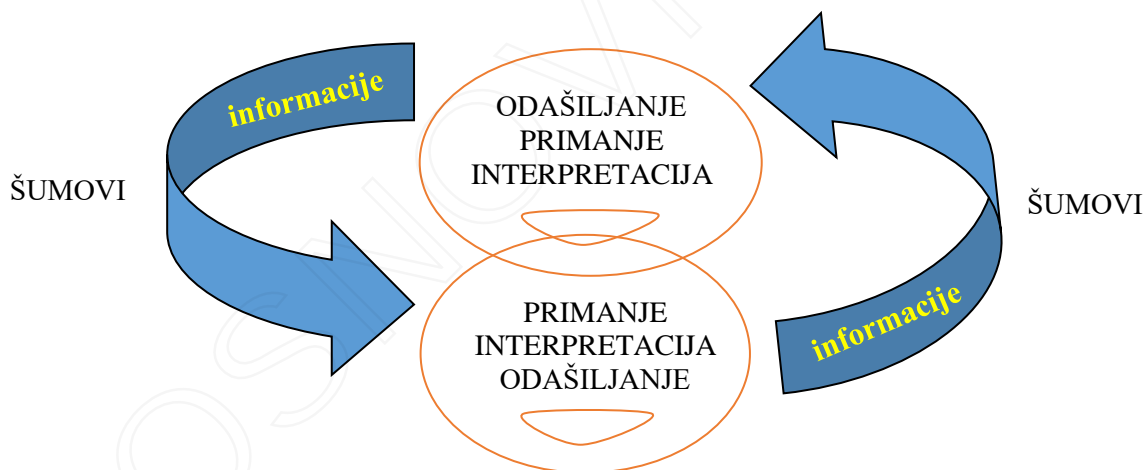 informacije
ODAŠILJANJE
PRIMANJE
INTERPRETACIJA
ŠUMOVI
ŠUMOVI
PRIMANJE
INTERPRETACIJA
ODAŠILJANJE
informacije